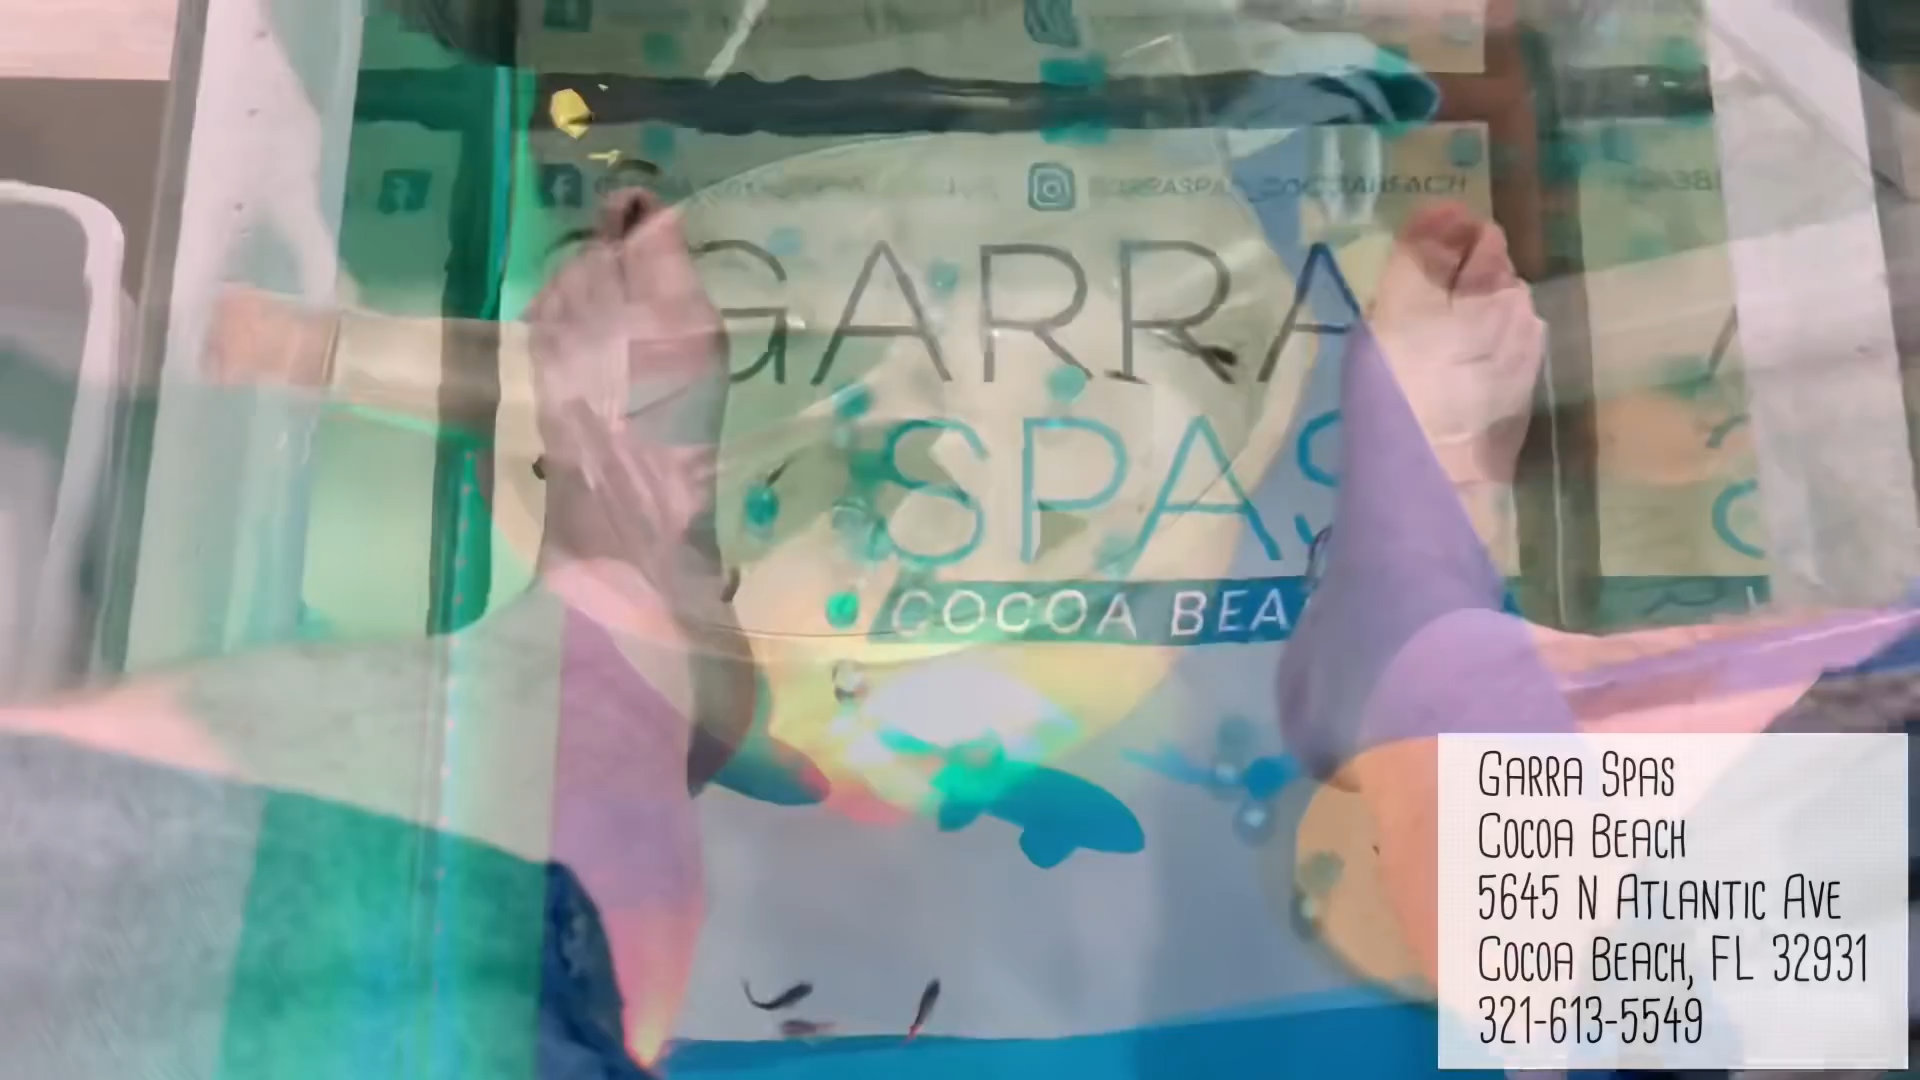 GARRA
SPAS
COCOA BEA
GARRA SPAS
COCOA BEACH
5645 N ATLANTIC AVE
COCOA BEACH, FL 32931
321-613-5549